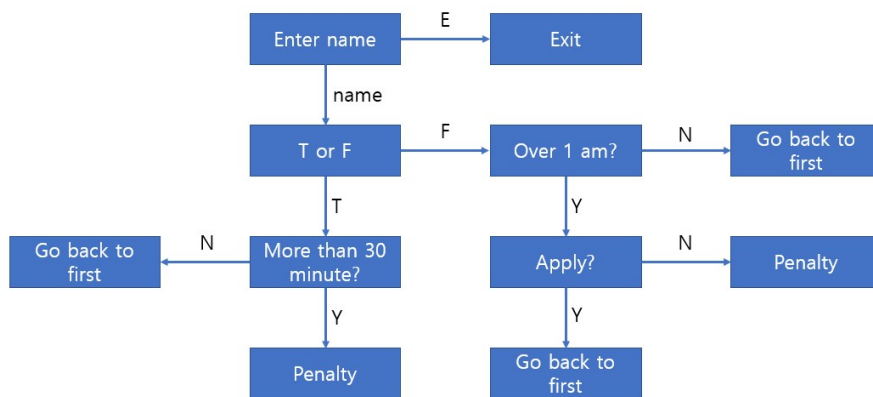 E
Enter name
Exit
name
F
N
T or F
Over 1 am?
Go back to
first
T
Y
N
N
Go back to
first
More than 30
minute?
Apply?
Penalty
Y
Y
Penalty
Go back to
first